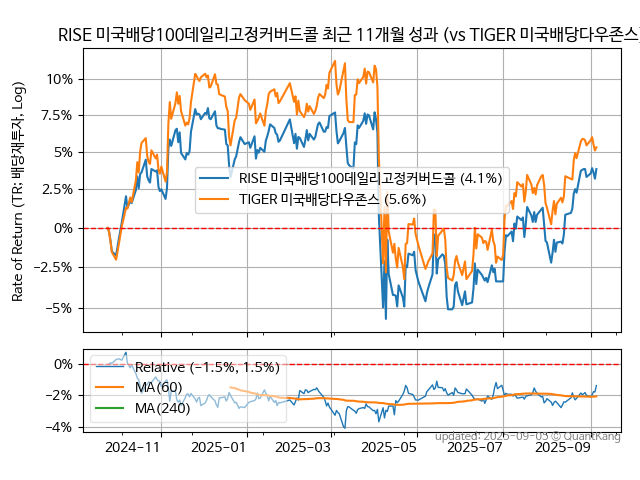 RISE 미국배당100데일리고정커버드콜 최근 11개월 성과 (vs TIGER 미국배당다우존스)
Rate of Return (TR: 배당재투자, Log)
10%
7.5%
5%
2.5%
0%
−2.5%
−5%
RISE 미국배당100데일리고정커버드콜 (4.1%)
TIGER 미국배당다우존스 (5.6%)
0%
−2%
−4%
Relative (−1.5%, 1.5%)
MA(60)
MA(240)
2024−11 2025−01 2025−03 2025−05 2025−07 2025−09
updated: 2025−09−05 © QuantKang